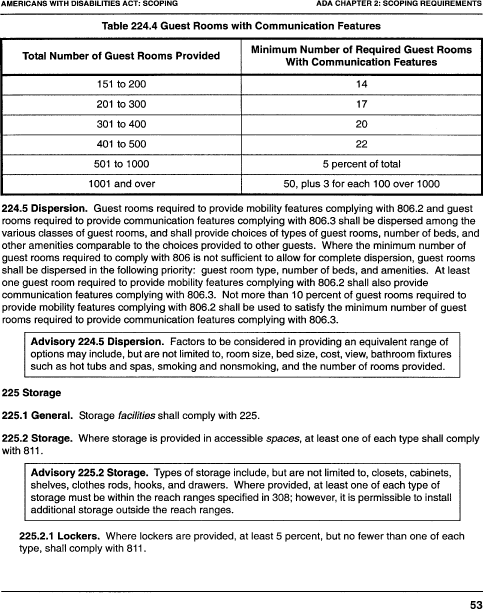 AMERICANS WITH DISABILITIES ACT: SCOPING ADA CHAPTER 2: SCOPING REQUIREMENTS
Table 224.4 Guest Rooms with Communication Features
Total Number of Guest Rooms Provided Minimum Number of Required Guest Rooms
With Communication Features
151 to 200 14
201 to 300 17
301 to 400 20
401 to 500 22
501 to 1000 5 percent of total
1001 and over 50, plus 3 for each 100 over 1000
224.5 Dispersion. Guest rooms required to provide mobility features complying with 806.2 and guest
rooms required to provide communication features complying with 806.3 shall be dispersed among the
various classes of guest rooms, and shall provide choices of types of guest rooms, number of beds, and
other amenities comparable to the choices provided to other guests. Where the minimum number of
guest rooms required to comply with 806 is not sufficient to allow for complete dispersion, guest rooms
shall be dispersed in the following priority: guest room type, number of beds, and amenities. At least
one guest room required to provide mobility features complying with 806.2 shall also provide
communication features complying with 806.3. Not more than 10 percent of guest rooms required to
provide mobility features complying with 806.2 shall be used to satisfy the minimum number of guest
rooms required to provide communication features complying with 806.3.
Advisory 224.5 Dispersion. Factors to be considered in providing an equivalent range of
options may include, but are not limited to, room size, bed size, cost, view, bathroom fixtures
such as hot tubs and spas, smoking and nonsmoking, and the number of rooms provided.
225 Storage
225.1 General. Storage facilities shall comply with 225.
225.2 Storage. Where storage is provided in accessible spaces, at least one of each type shall comply
with 811.
Advisory 225.2 Storage. Types of storage include, but are not limited to, closets, cabinets,
shelves, clothes rods, hooks, and drawers. Where provided, at least one of each type of
storage must be within the reach ranges specified in 308; however, it is permissible to install
additional storage outside the reach ranges.
225.2.1 Lockers. Where lockers are provided, at least 5 percent, but no fewer than one of each
type, shall comply with 811.
53